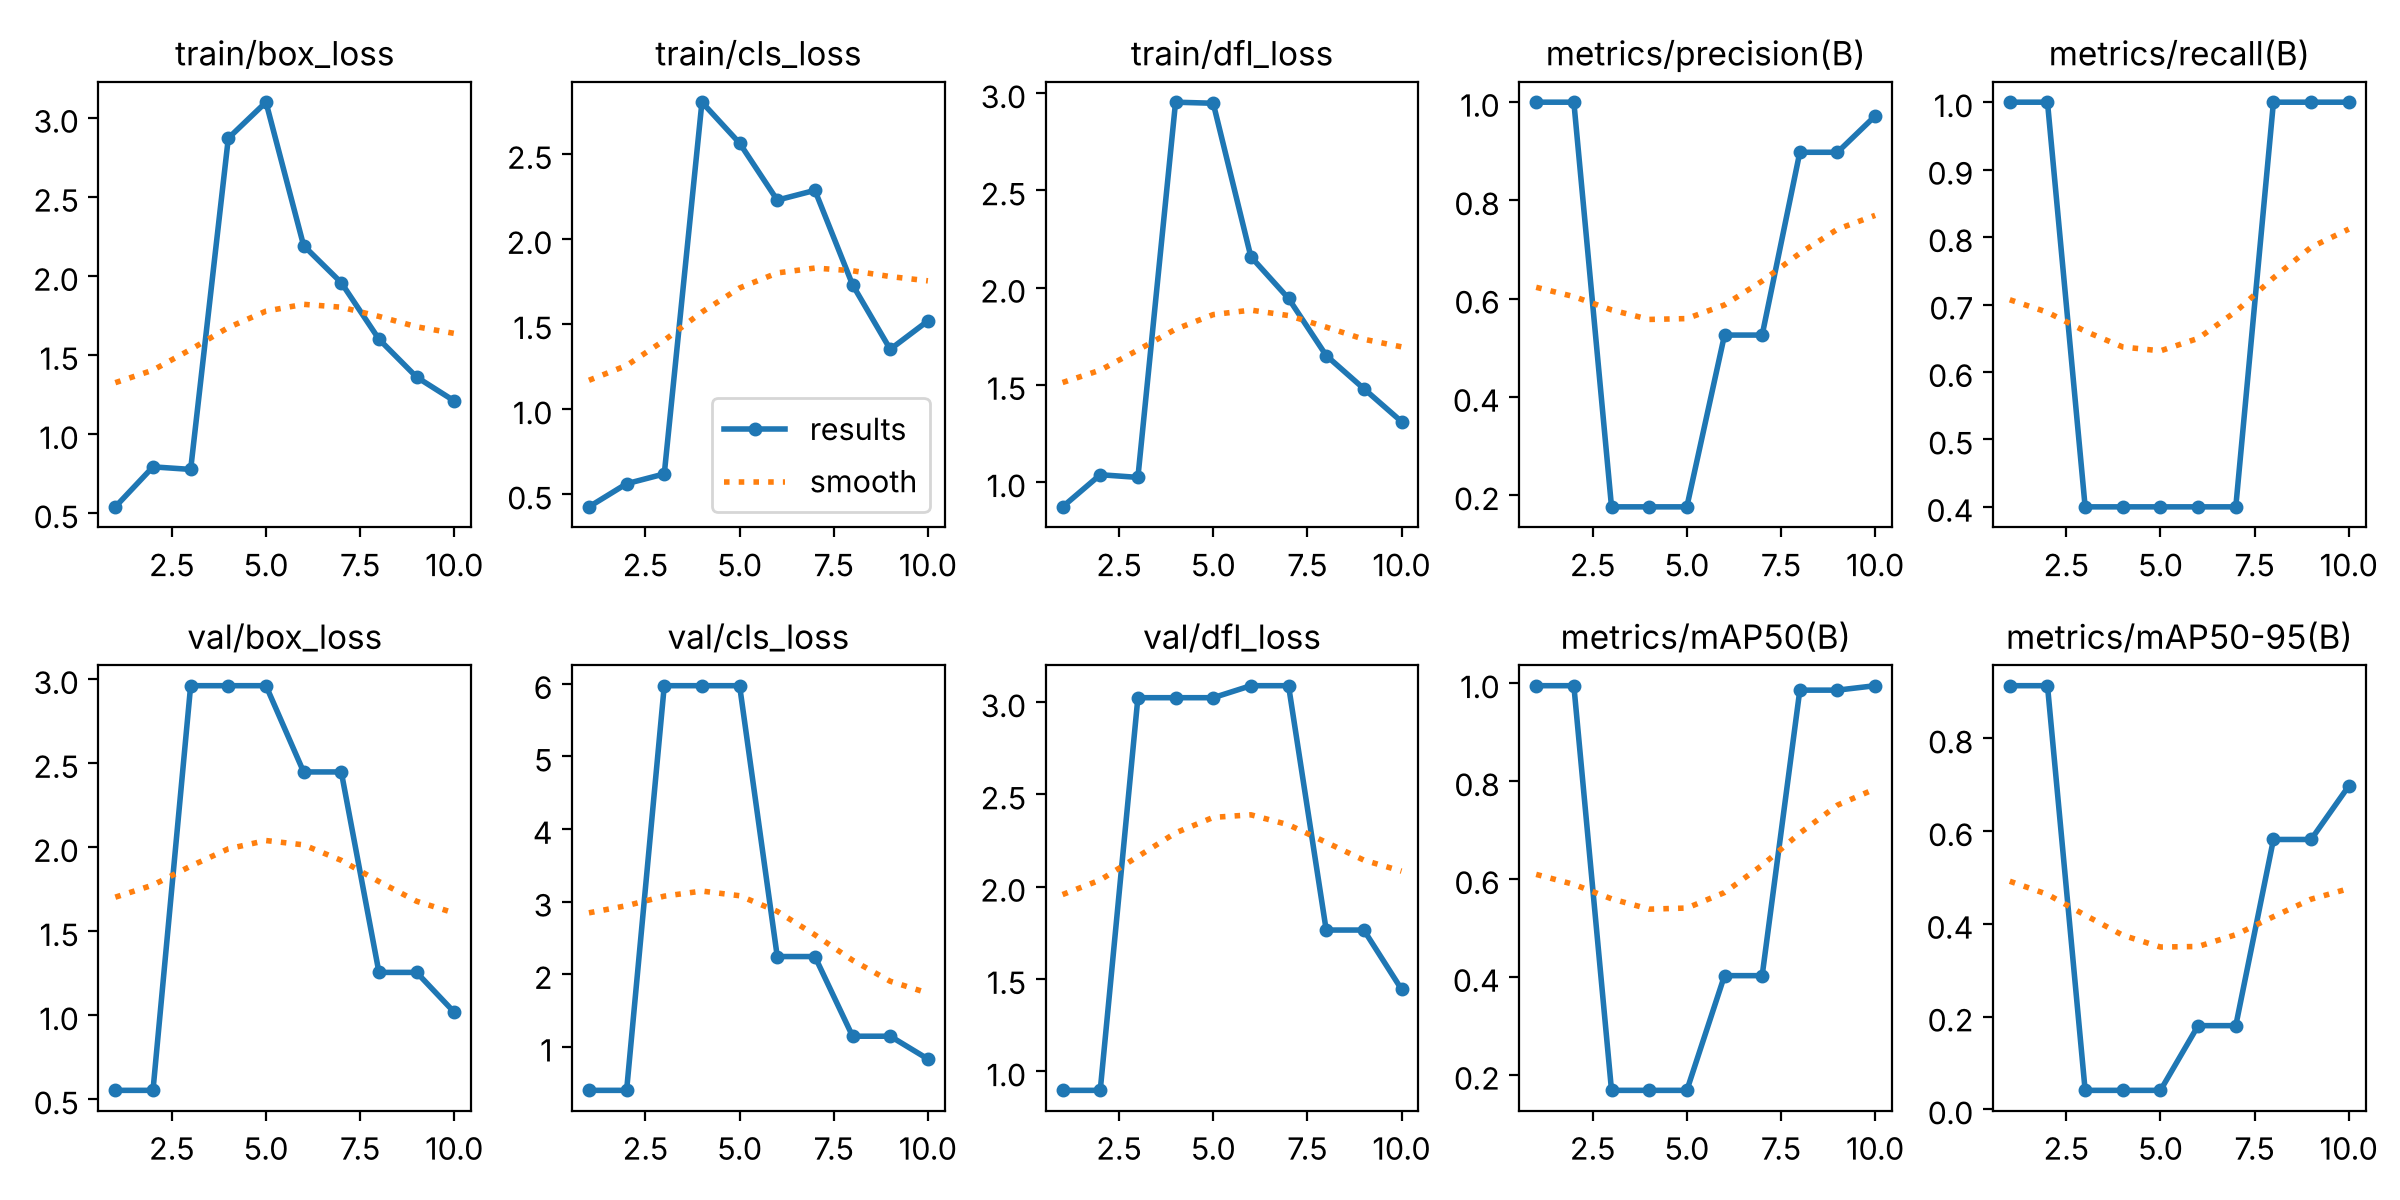 train/box_loss
train/cls_loss
train/dfl_loss
metrics/precision(B)
metrics/recall(B)
3.0
2.5
2.0
1.5
1.0
0.5
2.5 5.0 7.5 10.0
2.5
2.0
1.5
1.0
0.5
results
smooth
2.5 5.0 7.5 10.0
3.0
2.5
2.0
1.5
1.0
2.5 5.0 7.5 10.0
1.0
0.8
0.6
0.4
0.2
2.5 5.0 7.5 10.0
1.0
0.9
0.8
0.7
0.6
0.5
0.4
2.5 5.0 7.5 10.0
val/box_loss
val/cls_loss
val/dfl_loss
metrics/mAP50(B)
metrics/mAP50-95(B)
3.0
2.5
2.0
1.5
1.0
0.5
2.5 5.0 7.5 10.0
6
5
4
3
2
1
2.5 5.0 7.5 10.0
3.0
2.5
2.0
1.5
1.0
2.5 5.0 7.5 10.0
1.0
0.8
0.6
0.4
0.2
2.5 5.0 7.5 10.0
0.8
0.6
0.4
0.2
0.0
2.5 5.0 7.5 10.0